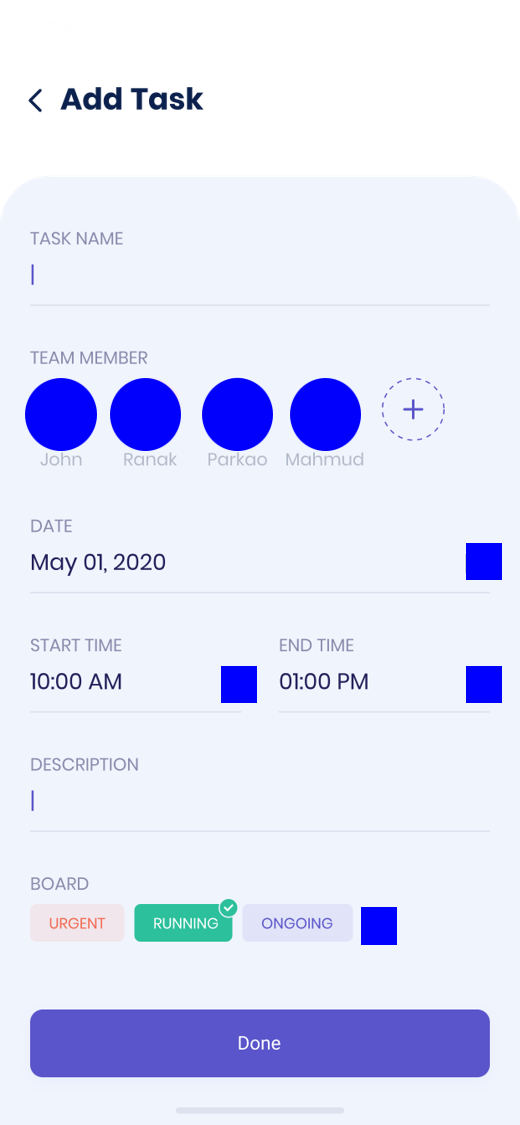 Add Task
TASK NAME
TEAM MEMBER
John Ranak Parkao Mahmud
DATE
May 01, 2020
START TIME END TIME
10:00 AM 01:00 PM
DESCRIPTION
BOARD
URGENT RUNNING ONGOING
Done